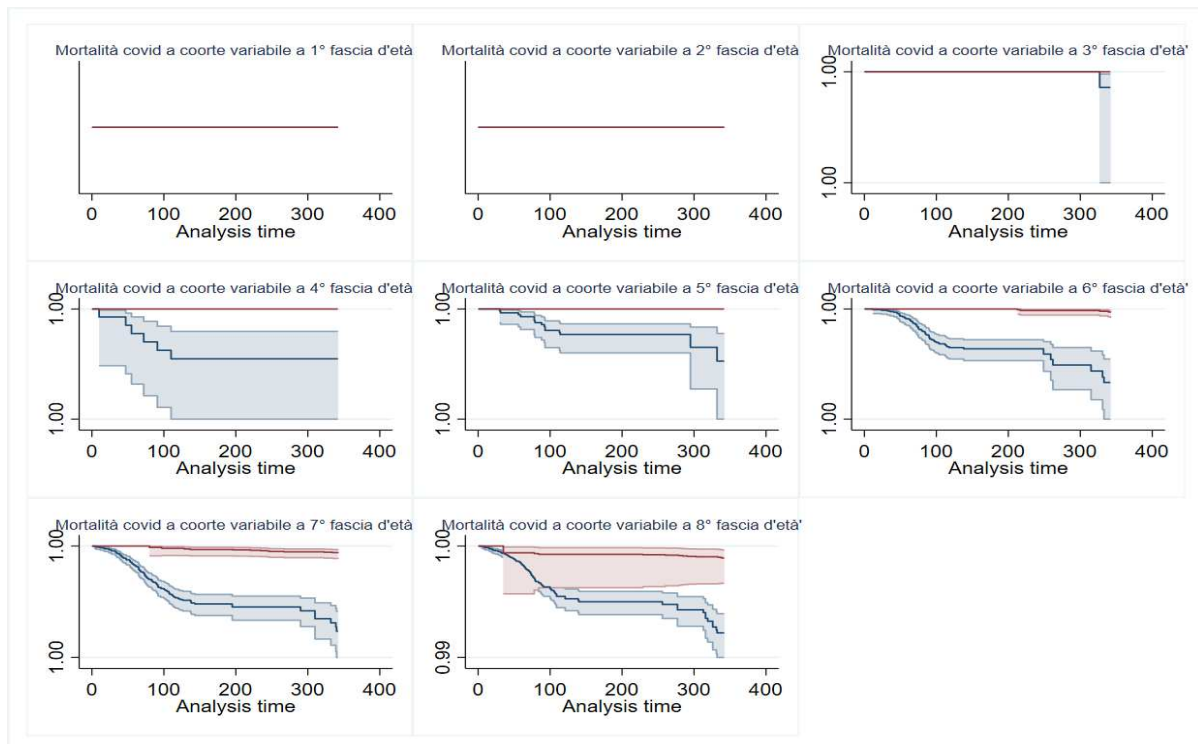 Mortalità covid a coorte variabile a 1° fascia d'età
0 100 200 300 400
Analysis time
Mortalità covid a coorte variabile a 2° fascia d'età
0 100 200 300 400
Analysis time
Mortalità covid a coorte variabile a 3° fascia d'età'
1.00
1.00
0 100 200 300 400
Analysis time
Mortalità covid a coorte variabile a 4° fascia d'età
1.00
1.00
0 100 200 300 400
Analysis time
Mortalità covid a coorte variabile a 5° fascia d'età
1.00
1.00
0 100 200 300 400
Analysis time
Mortalità covid a coorte variabile a 6° fascia d'età'
1.00
1.00
0 100 200 300 400
Analysis time
Mortalità covid a coorte variabile a 7° fascia d'età
1.00
1.00
0 100 200 300 400
Analysis time
Mortalità covid a coorte variabile a 8° fascia d'età'
1.00
0.99
0 100 200 300 400
Analysis time